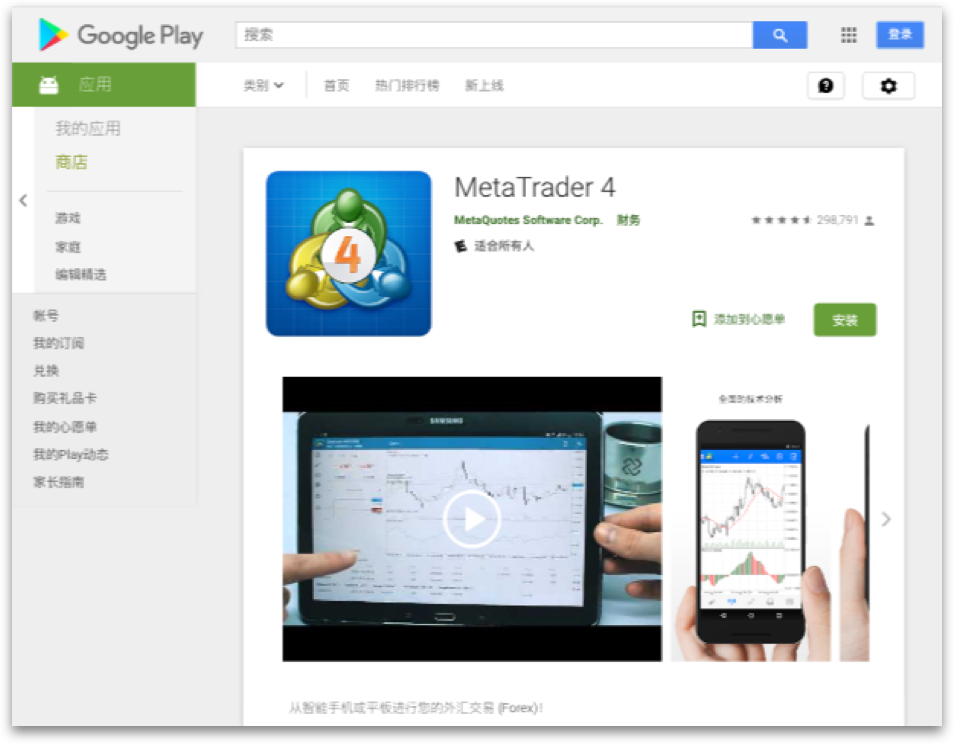 Google Play
搜索
登录
应用
类别
首页
热门排行榜
新上线
我的应用
商店
游戏
家庭
编辑精选
帐号
我的订阅
兑换
购买礼品卡
我的心愿单
我的Play动态
家长指南
4
MetaTrader 4
MetaQuotes Software Corp. 财务
298,791
适合所有人
添加到心愿单
安装
SAMSUNG
全面的技术分析
从智能手机或平板进行您的外汇交易 (Forex)!